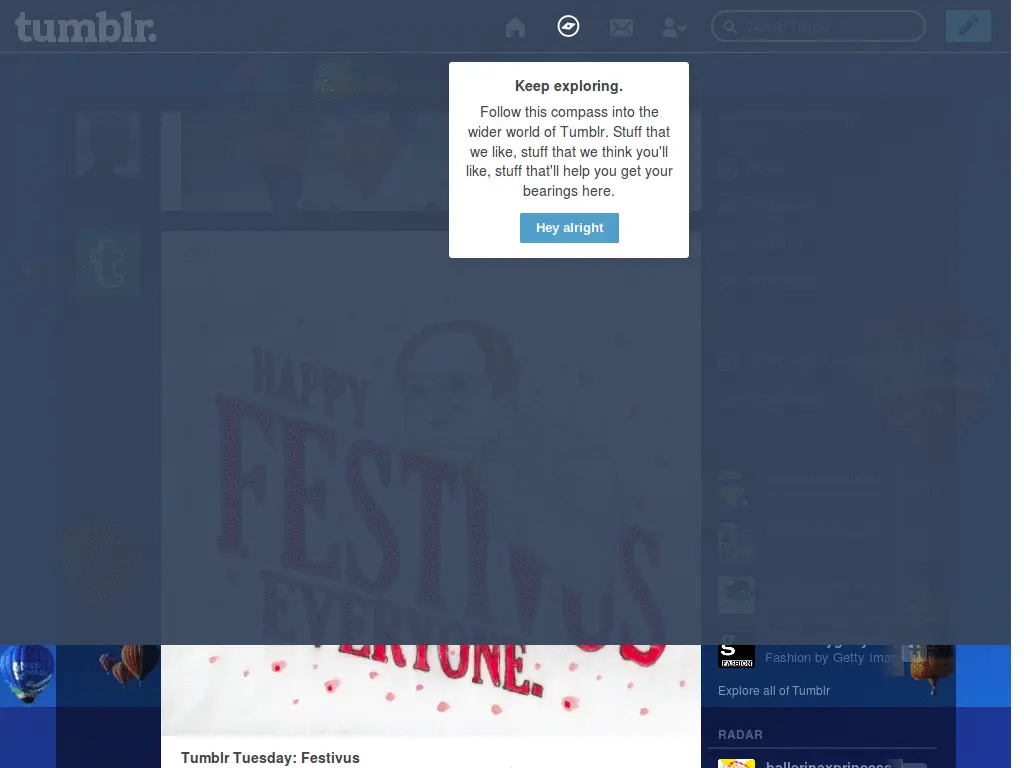 tumblr.
Search Tumblr
Keep exploring.
Follow this compass into the
wider world of Tumblr. Stuff that
we like, stuff that we think you'll
like, stuff that'll help you get your
bearings here.
Hey alright
t
HAPPY
FESTIVUS
EVERYONE.
S
FASHION
Fashion by Getty Imag
Explore all of Tumblr
Tumblr Tuesday: Festivus
RADAR
ballerinaxprincess